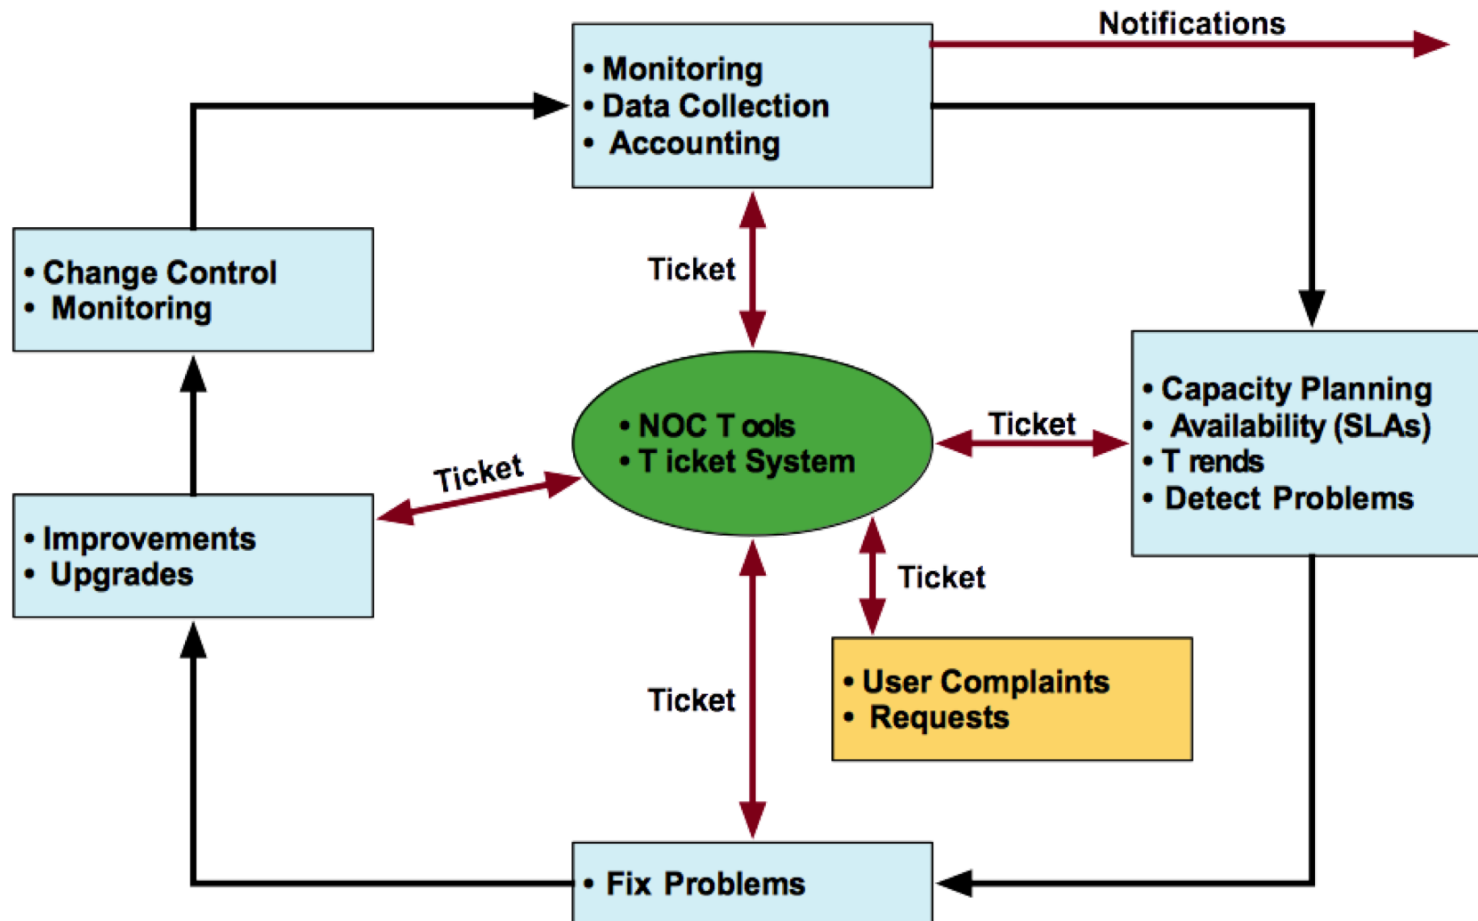 Notifications
• Monitoring
• Data Collection
• Accounting
Ticket
• Change Control
• Monitoring
• NOC T ools
• T icket System
Ticket
• Capacity Planning
• Availability (SLAs)
• T rends
• Detect Problems
Ticket
• Improvements
• Upgrades
Ticket
• User Complaints
• Requests
Ticket
• Fix Problems